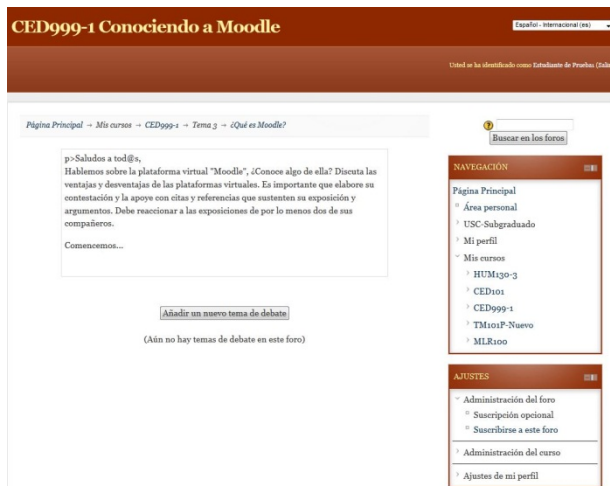 CED999-1 Conociendo a Moodle
Español - Internacional (es)
Usted se ha identificado como Estudiante de Pruebas (Sali
Página Principal → Mis cursos → CED999-1 → Tema 3 → ¿Qué es Moodle?
p>Saludos a tod@s,
Hablemos sobre la plataforma virtual "Moodle", ¿Conoce algo de ella? Discuta las
ventajas y desventajas de las plataformas virtuales. Es importante que elabore su
contestación y la apoye con citas y referencias que sustenten su exposición y
argumentos. Debe reaccionar a las exposiciones de por lo menos dos de sus
compañeros.
Comencemos...
Añadir un nuevo tema de debate
(Aún no hay temas de debate en este foro)
Buscar en los foros
NAVEGACIÓN
Página Principal
Área personal
USC-Subgraduado
Mi perfil
Mis cursos
HUM130-3
CED101
CED999-1
TM101P-Nuevo
MLR100
AJUSTES
Administración del foro
Suscripción opcional
Suscribirse a este foro
Administración del curso
Ajustes de mi perfil